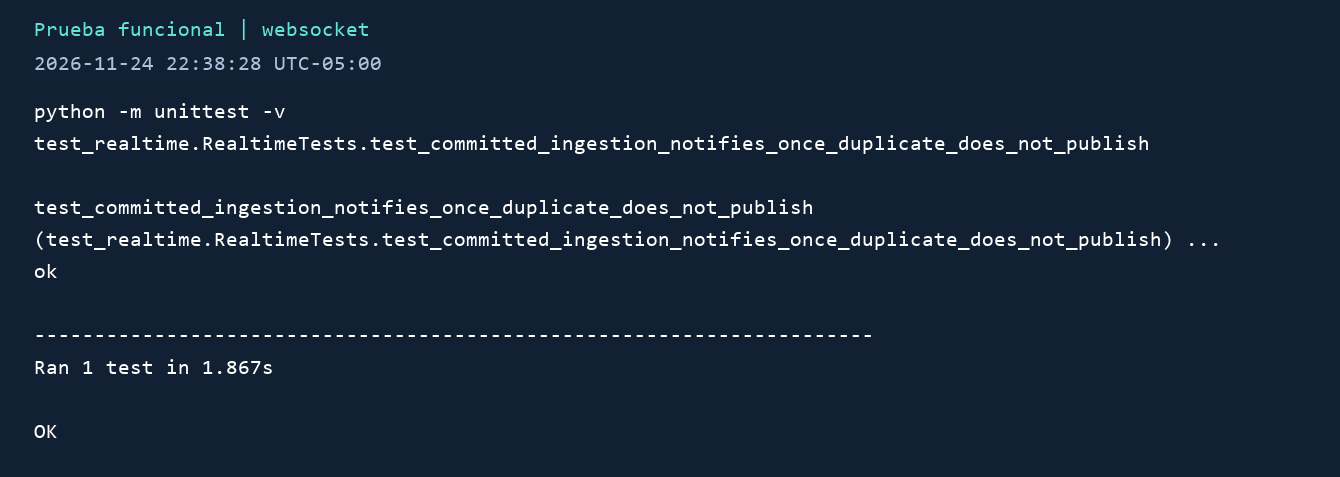 Prueba funcional | websocket
2026-11-24 22:38:28 UTC-05:00
python -m unittest -v
test_realtime.RealtimeTests.test_committed_ingestion_notifies_once_duplicate_does_not_publish
test_committed_ingestion_notifies_once_duplicate_does_not_publish
(test_realtime.RealtimeTests.test_committed_ingestion_notifies_once_duplicate_does_not_publish) ...
ok
----------------------------------------------------------------------
Ran 1 test in 1.867s
OK